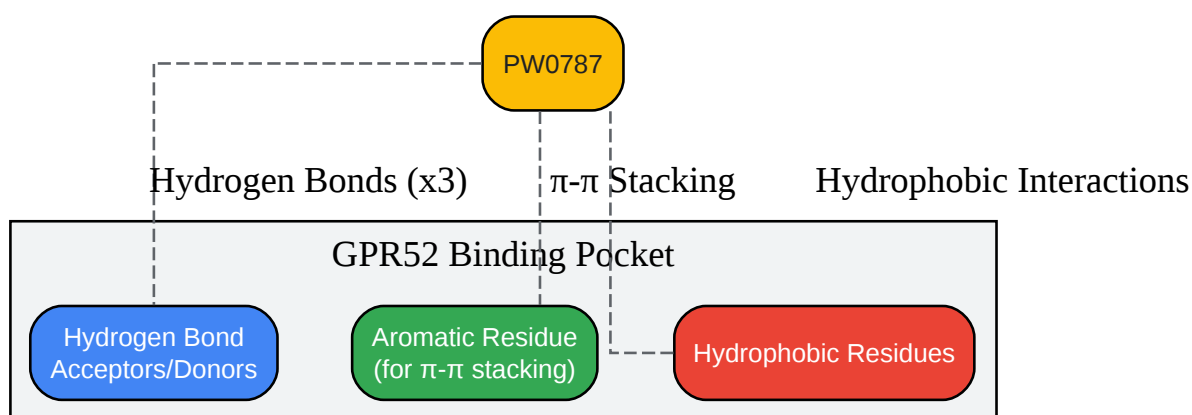 PW0787
Hydrogen Bonds (x3)
π-π Stacking
Hydrophobic Interactions
GPR52 Binding Pocket
Hydrogen Bond
Acceptors/Donors
Aromatic Residue
(for π-π stacking)
Hydrophobic Residues